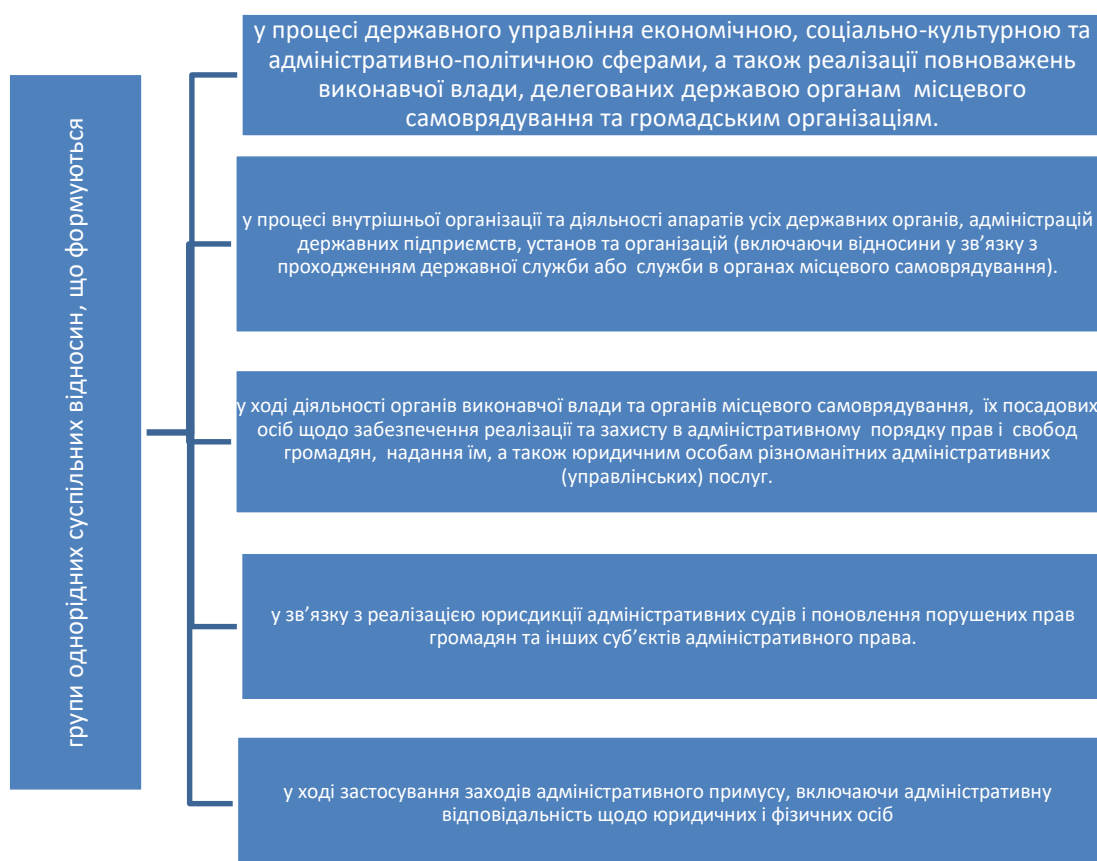 групи однорідних суспільних відносин, що формуються
у процесі державного управління економічною, соціально-культурною та
адміністративно-політичною сферами, а також реалізації повноважень
виконавчої влади, делегованих державою органам місцевого
самоврядування та громадським організаціям.
у процесі внутрішньої організації та діяльності апаратів усіх державних органів, адміністрацій
державних підприємств, установ та організацій (включаючи відносини у зв’язку з
проходженням державної служби або служби в органах місцевого самоврядування).
у ході діяльності органів виконавчої влади та органів місцевого самоврядування, їх посадових
осіб щодо забезпечення реалізації та захисту в адміністративному порядку прав і свобод
громадян, надання їм, а також юридичним особам різноманітних адміністративних
(управлінських) послуг.
у зв’язку з реалізацією юрисдикції адміністративних судів і поновлення порушених прав
громадян та інших суб’єктів адміністративного права.
у ході застосування заходів адміністративного примусу, включаючи адміністративну
відповідальність щодо юридичних і фізичних осіб